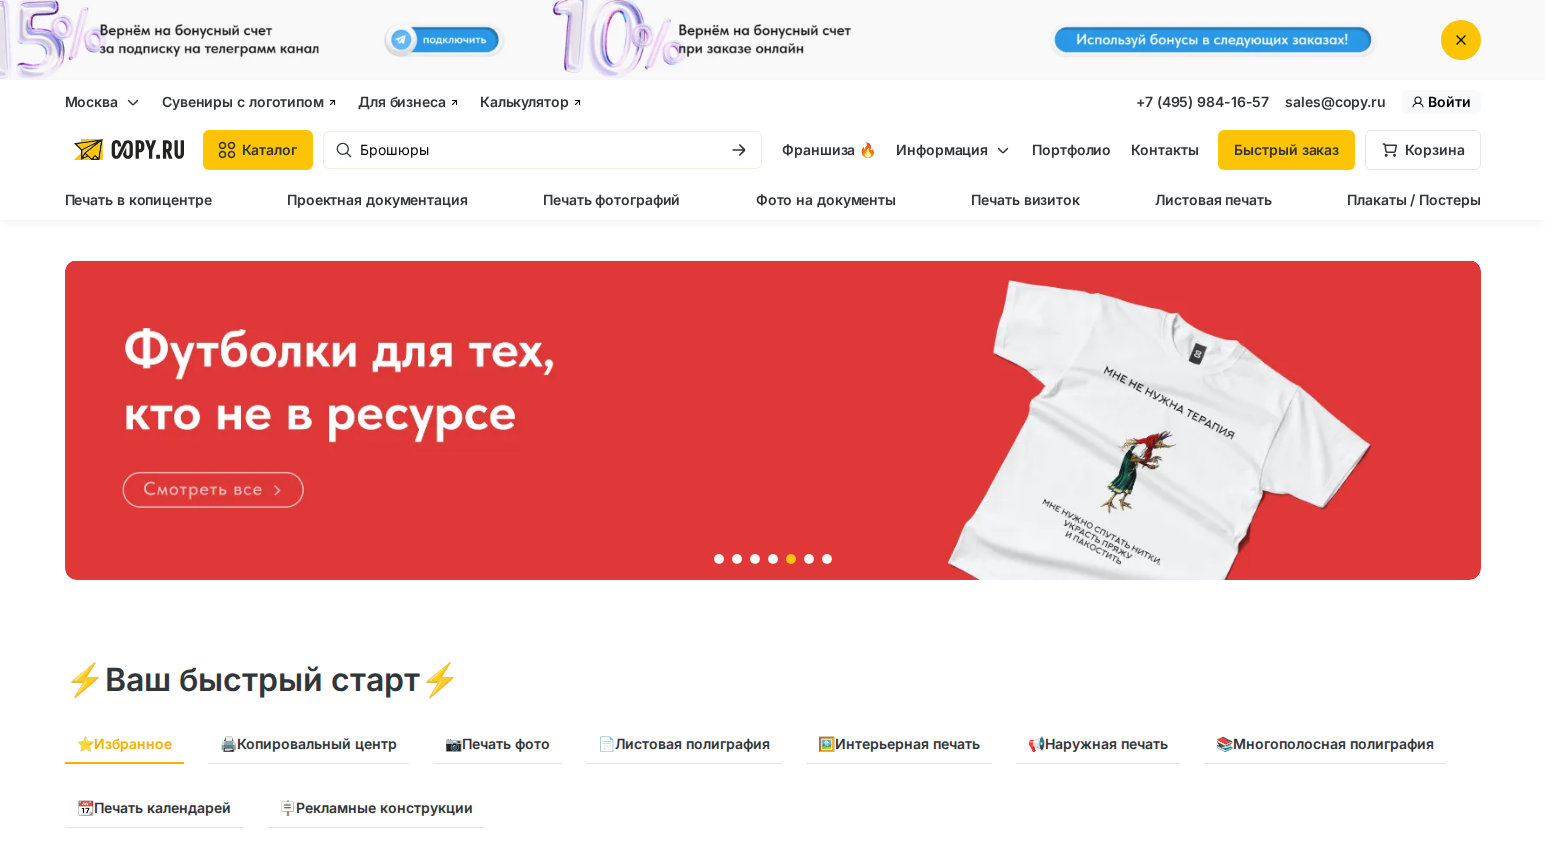 15%
Вернём на бонусный счет
за подписку на телеграмм канал
подключить
10%
Вернём на бонусный счет
при заказе онлайн
Используй бонусы в следующих заказах!
Москва
Сувениры с логотипом
Для бизнеса
Калькулятор
+7 (495) 984-16-57
sales@copy.ru
Войти
COPY.RU
Каталог
Брошюры
Франшиза 🔥
Информация
Портфолио
Контакты
Быстрый заказ
Корзина
Печать в копицентре
Проектная документация
Печать фотографий
Фото на документы
Печать визиток
Листовая печать
Плакаты / Постеры
Футболки для тех,
кто не в ресурсе
Смотреть все
МНЕ НЕ НУЖНА ТЕРАПИЯ
МНЕ НУЖНО СПУТАТЬ НИТКИ,
УКРАСТЬ ПРЯЖУ
И ПАКОСТИТЬ
⚡Ваш быстрый старт⚡
⭐Избранное
🖨️Копировальный центр
📷Печать фото
📄Листовая полиграфия
🖼️Интерьерная печать
📢Наружная печать
📚Многополосная полиграфия
📆Печать календарей
🪧Рекламные конструкции